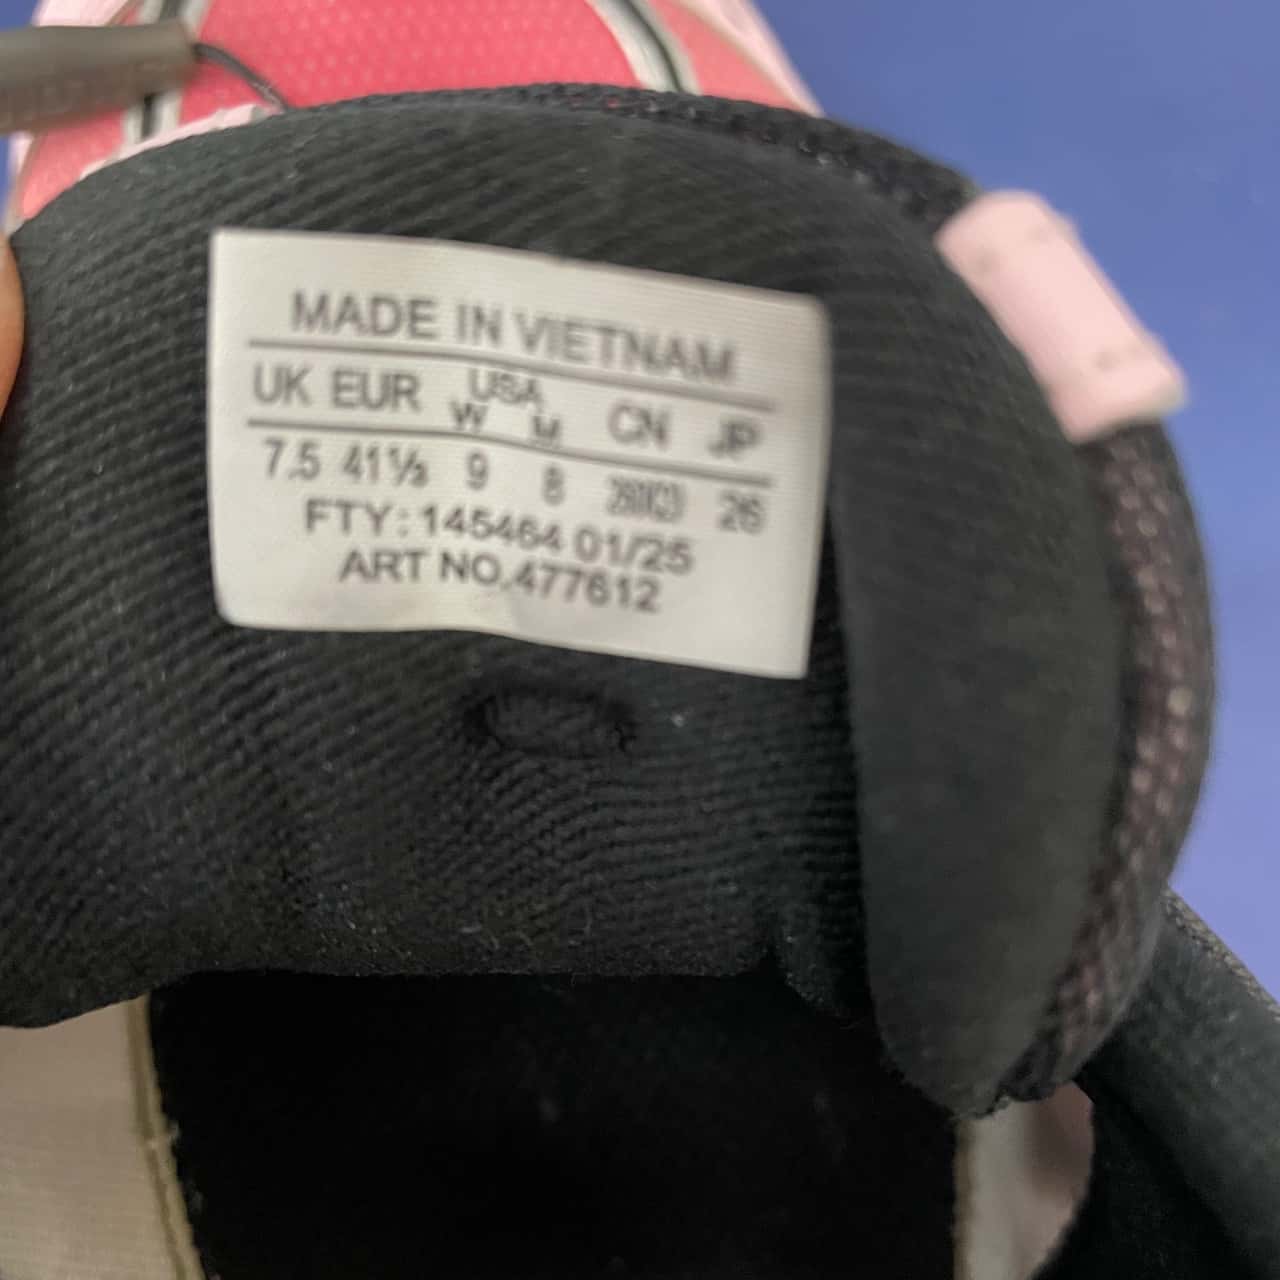 MADE IN VIETNAM
UK EUR USA CN JP
W M
7.5 41⅓ 9 8 26
FTY: 145464 01/25
ART NO.477612